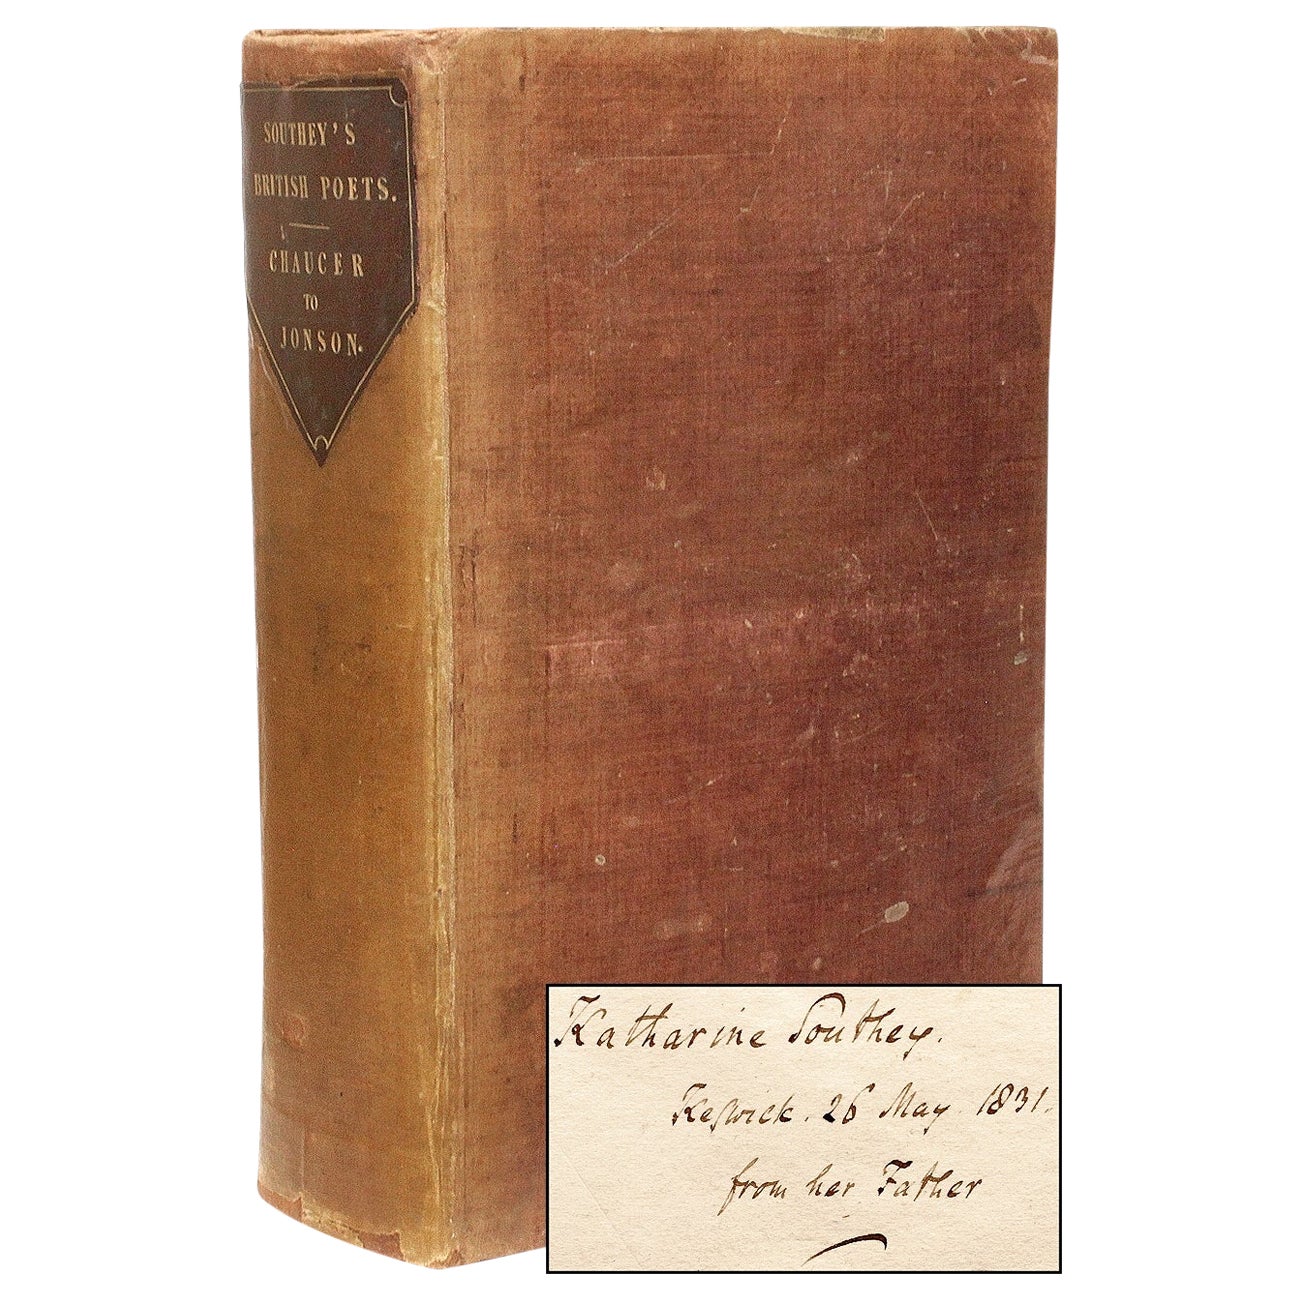 SOUTHEY'S
BRITISH POETS.
CHAUCER
TO
JONSON.
Katharine Southey.
Keſwick. 26 May. 1831.
from her Father